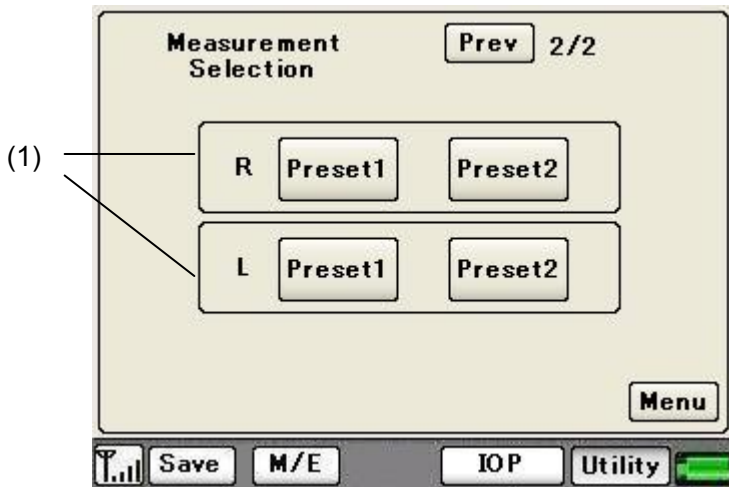 Measurement Prev 2/2
Selection
(1)
R Preset1 Preset2
L Preset1 Preset2
Menu
Save M/E IOP Utility